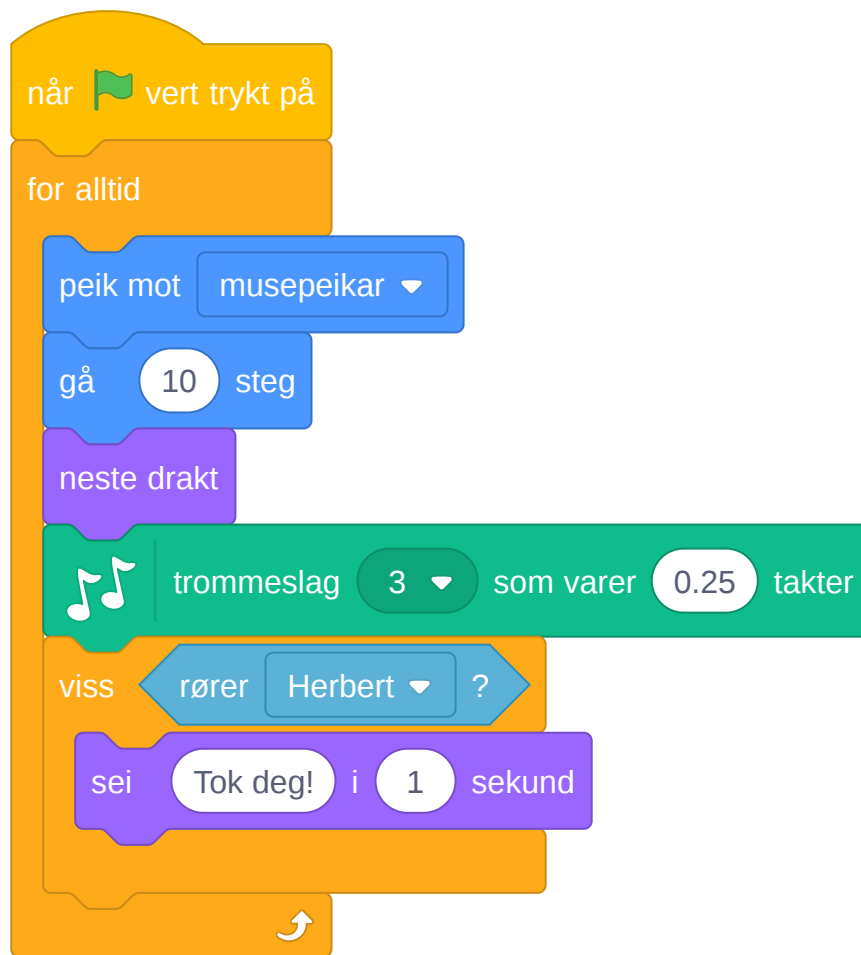 når vert trykt på
for alltid
peik mot musepeikar
gå 10 steg
neste drakt
trommeslag 3 som varer 0.25 takter
viss rører Herbert ?
sei Tok deg! i 1 sekund